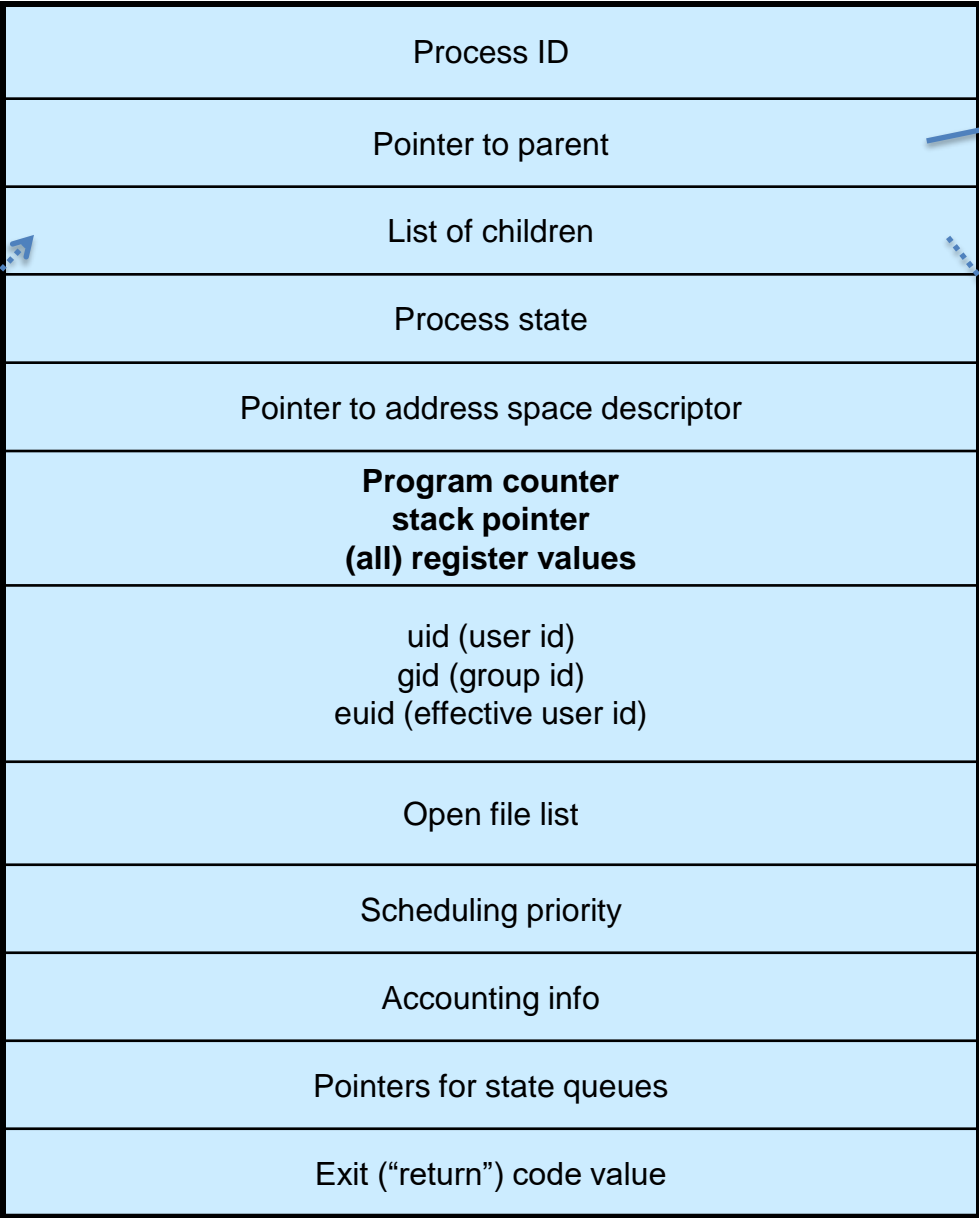 Process ID
Pointer to parent
List of children
Process state
Pointer to address space descriptor
Program counter
stack pointer
(all) register values
uid (user id)
gid (group id)
euid (effective user id)
Open file list
Scheduling priority
Accounting info
Pointers for state queues
Exit (“return”) code value